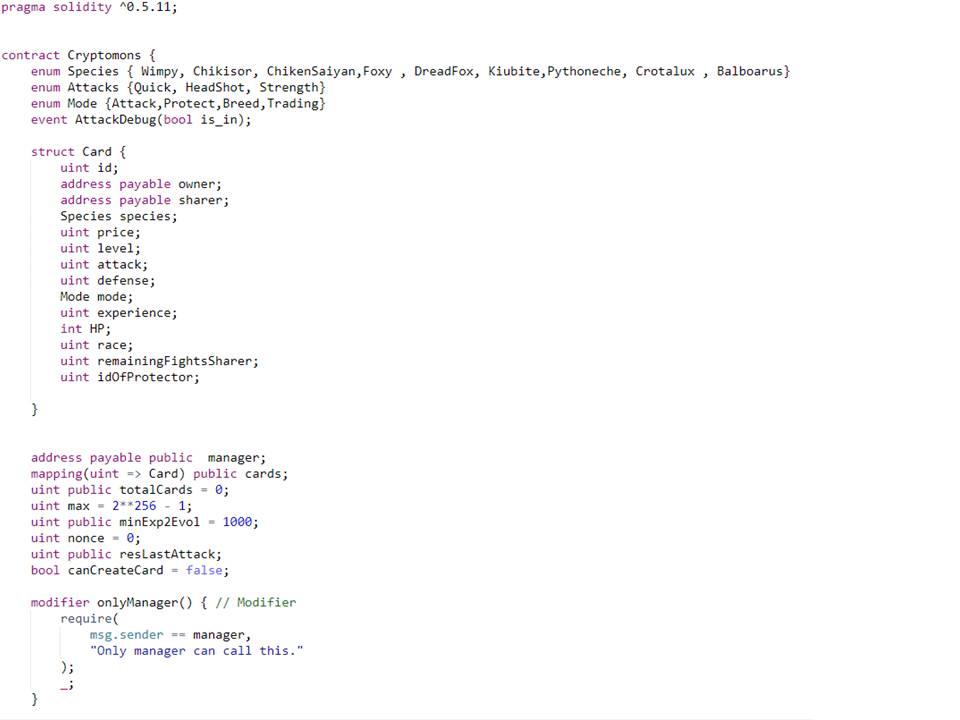 pragma solidity ^0.5.11;
contract Cryptomons {
enum Species { Wimpy, Chikisor, ChikenSaiyan,Foxy , DreadFox, Kiubite,Pythoneche, Crotalux , Balboarus}
enum Attacks {Quick, HeadShot, Strength}
enum Mode {Attack,Protect,Breed,Trading}
event AttackDebug(bool is_in);
struct Card {
uint id;
address payable owner;
address payable sharer;
Species species;
uint price;
uint level;
uint attack;
uint defense;
Mode mode;
uint experience;
int HP;
uint race;
uint remainingFightsSharer;
uint idOfProtector;
}
address payable public  manager;
mapping(uint => Card) public cards;
uint public totalCards = 0;
uint max = 2**256 - 1;
uint public minExp2Evol = 1000;
uint nonce = 0;
uint public resLastAttack;
bool canCreateCard = false;
modifier onlyManager() { // Modifier
require(
msg.sender == manager,
"Only manager can call this."
);
_;
}